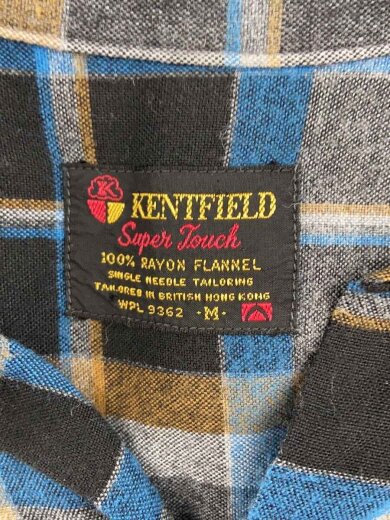 K
KENTFIELD
Super Touch
100% RAYON FLANNEL
SINGLE NEEDLE TAILORING
TAILORED IN BRITISH HONG KONG
WPL 9362 ·M·